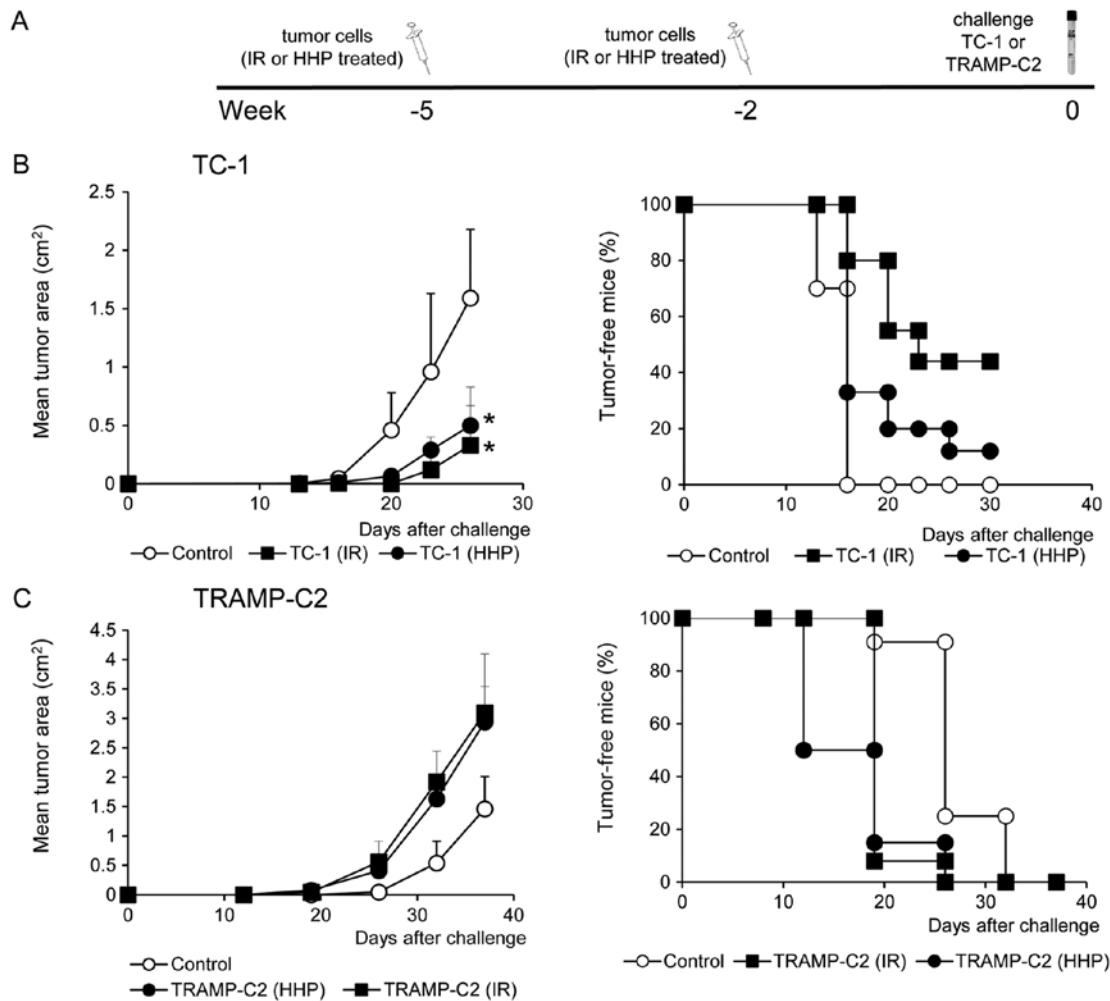 A
tumor cells
(IR or HHP treated)
tumor cells
(IR or HHP treated)
challenge
TC-1 or
TRAMP-C2
Week -5 -2 0
B TC-1
Mean tumor area (cm²)
2.5
2
1.5
1
0.5
0
0 10 20 30
*
*
Days after challenge
Control TC-1 (IR) TC-1 (HHP)
Tumor-free mice (%)
100
80
60
40
20
0
0 10 20 30 40
Days after challenge
Control TC-1 (IR) TC-1 (HHP)
C TRAMP-C2
Mean tumor area (cm²)
4.5
4
3.5
3
2.5
2
1.5
1
0.5
0
0 10 20 30 40
Days after challenge
Control
TRAMP-C2 (HHP) TRAMP-C2 (IR)
Tumor-free mice (%)
100
80
60
40
20
0
0 10 20 30 40
Days after challenge
Control TRAMP-C2 (IR) TRAMP-C2 (HHP)